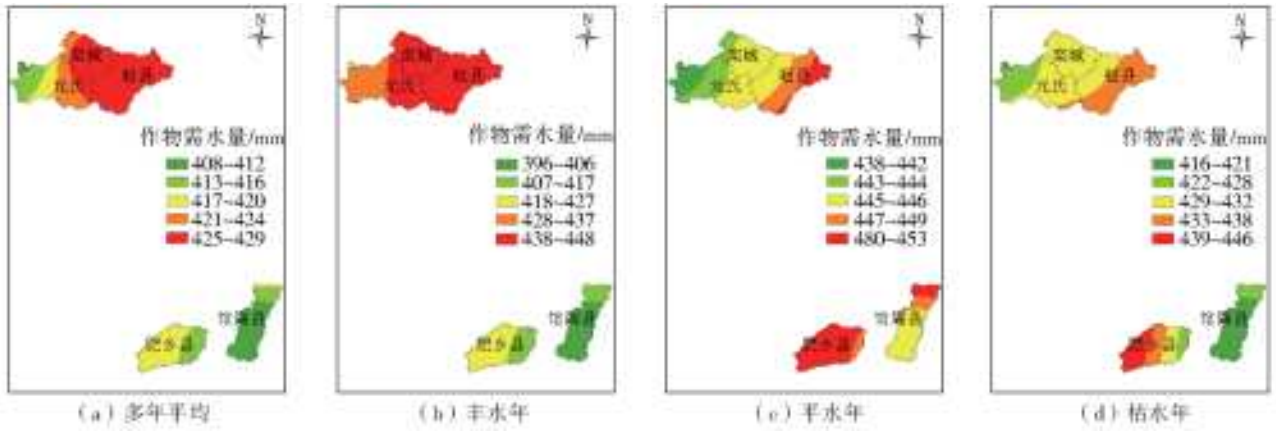 N
栾城
赵县
元氏
作物需水量/mm
408~412
413~416
417~420
421~424
425~429
馆陶县
肥乡县
(a) 多年平均
N
栾城
赵县
元氏
作物需水量/mm
396~406
407~417
418~427
428~437
438~448
馆陶县
肥乡县
(b) 丰水年
N
栾城
赵县
元氏
作物需水量/mm
438~442
443~444
445~446
447~449
480~453
馆陶县
肥乡县
(c) 平水年
N
栾城
赵县
元氏
作物需水量/mm
416~421
422~428
429~432
433~438
439~446
馆陶县
肥乡县
(d) 枯水年